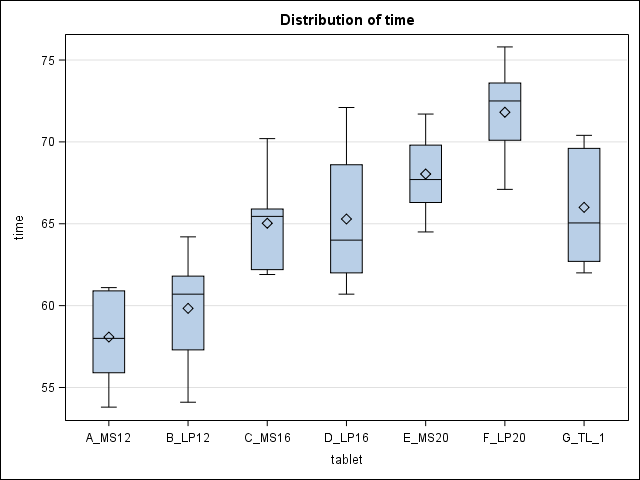 Distribution of time
75
70
65
60
55
time
A_MS12 B_LP12 C_MS16 D_LP16 E_MS20 F_LP20 G_TL_1
tablet